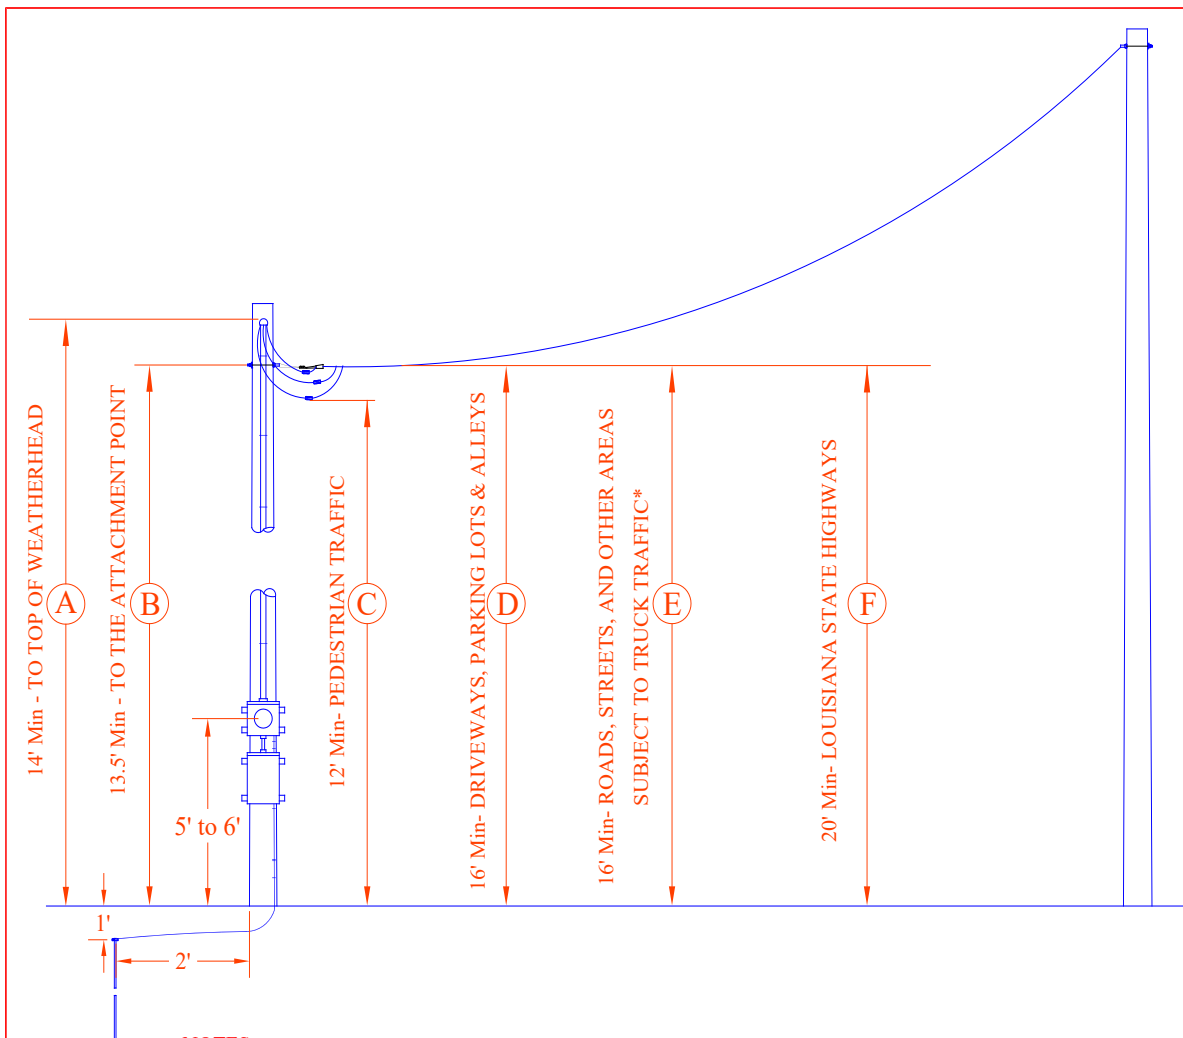 14' Min - TO TOP OF WEATHERHEAD
A
13.5' Min - TO THE ATTACHMENT POINT
B
5' to 6'
1'
2'
12' Min- PEDESTRIAN TRAFFIC
C
16' Min- DRIVEWAYS, PARKING LOTS & ALLEYS
D
16' Min- ROADS, STREETS, AND OTHER AREAS
SUBJECT TO TRUCK TRAFFIC*
E
20' Min- LOUISIANA STATE HIGHWAYS
F